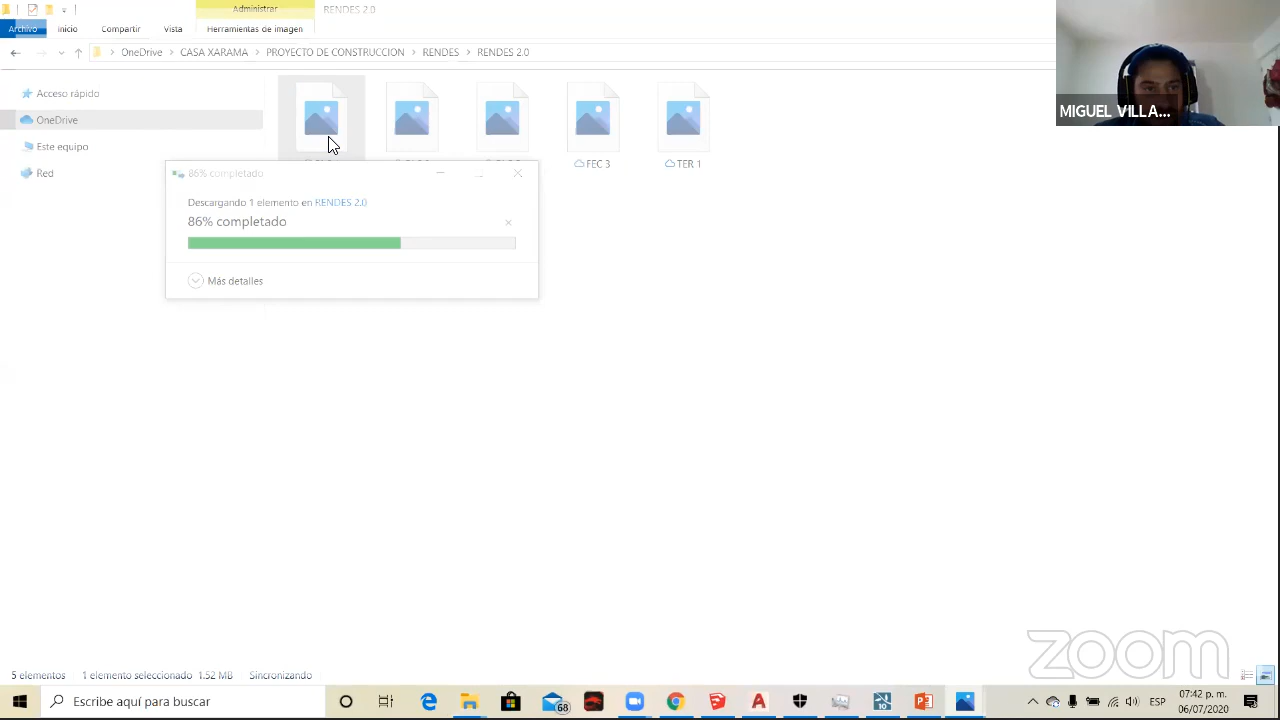 Administrar
RENDES 2.0
Archivo
Inicio
Compartir
Vista
Herramientas de imagen
OneDrive > CASA XARAMA > PROYECTO DE CONSTRUCCION > RENDES > RENDES 2.0
MIGUEL VILLA...
Acceso rápido
OneDrive
Este equipo
Red
FEC 3
TER 1
86% completado
Descargando 1 elemento en RENDES 2.0
86% completado
Más detalles
zoom
5 elementos
1 elemento seleccionado 1.52 MB
Sincronizando
Escribe aquí para buscar
68
10
ESP
07:42 p.m.
06/07/2020